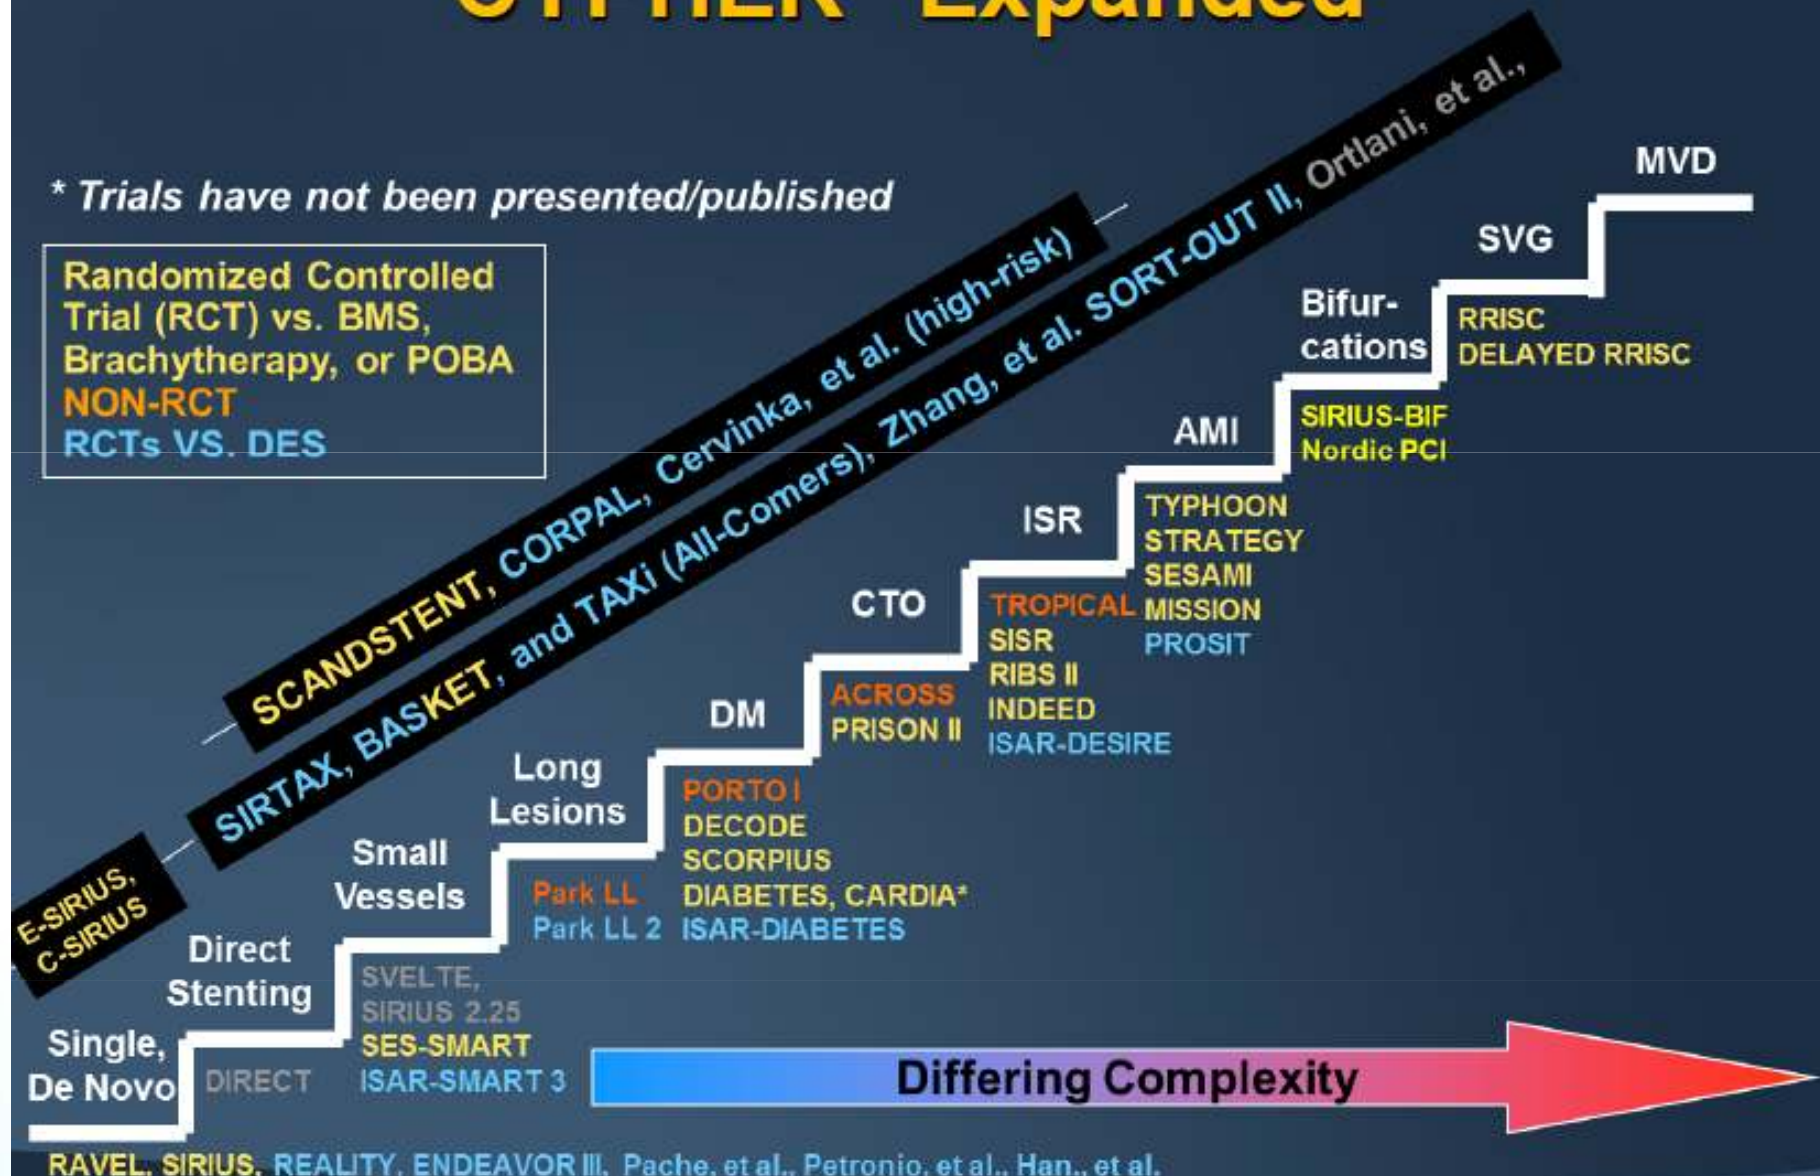 CYPHER Expanded
* Trials have not been presented/published
Randomized Controlled
Trial (RCT) vs. BMS,
Brachytherapy, or POBA
NON-RCT
RCTs VS. DES
SCANDSTENT, CORPAL, Cervinka, et al. (high-risk)
SIRTAX, BASKET, and TAXi (All-Comers), Zhang, et al. SORT-OUT II, Ortlani, et al.,
E-SIRIUS,
C-SIRIUS
Single,
De Novo
RAVEL, SIRIUS, REALITY, ENDEAVOR III, Pache, et al., Petronio, et al., Han., et al.
Direct
Stenting
DIRECT
Small
Vessels
SVELTE,
SIRIUS 2.25
SES-SMART
ISAR-SMART 3
Long
Lesions
Park LL
Park LL 2
DM
PORTO I
DECODE
SCORPIUS
DIABETES, CARDIA*
ISAR-DIABETES
CTO
ACROSS
PRISON II
ISR
TROPICAL
SISR
RIBS II
INDEED
ISAR-DESIRE
AMI
TYPHOON
STRATEGY
SESAMI
MISSION
PROSIT
Bifur-
cations
SIRIUS-BIF
Nordic PCI
SVG
RRISC
DELAYED RRISC
MVD
Differing Complexity